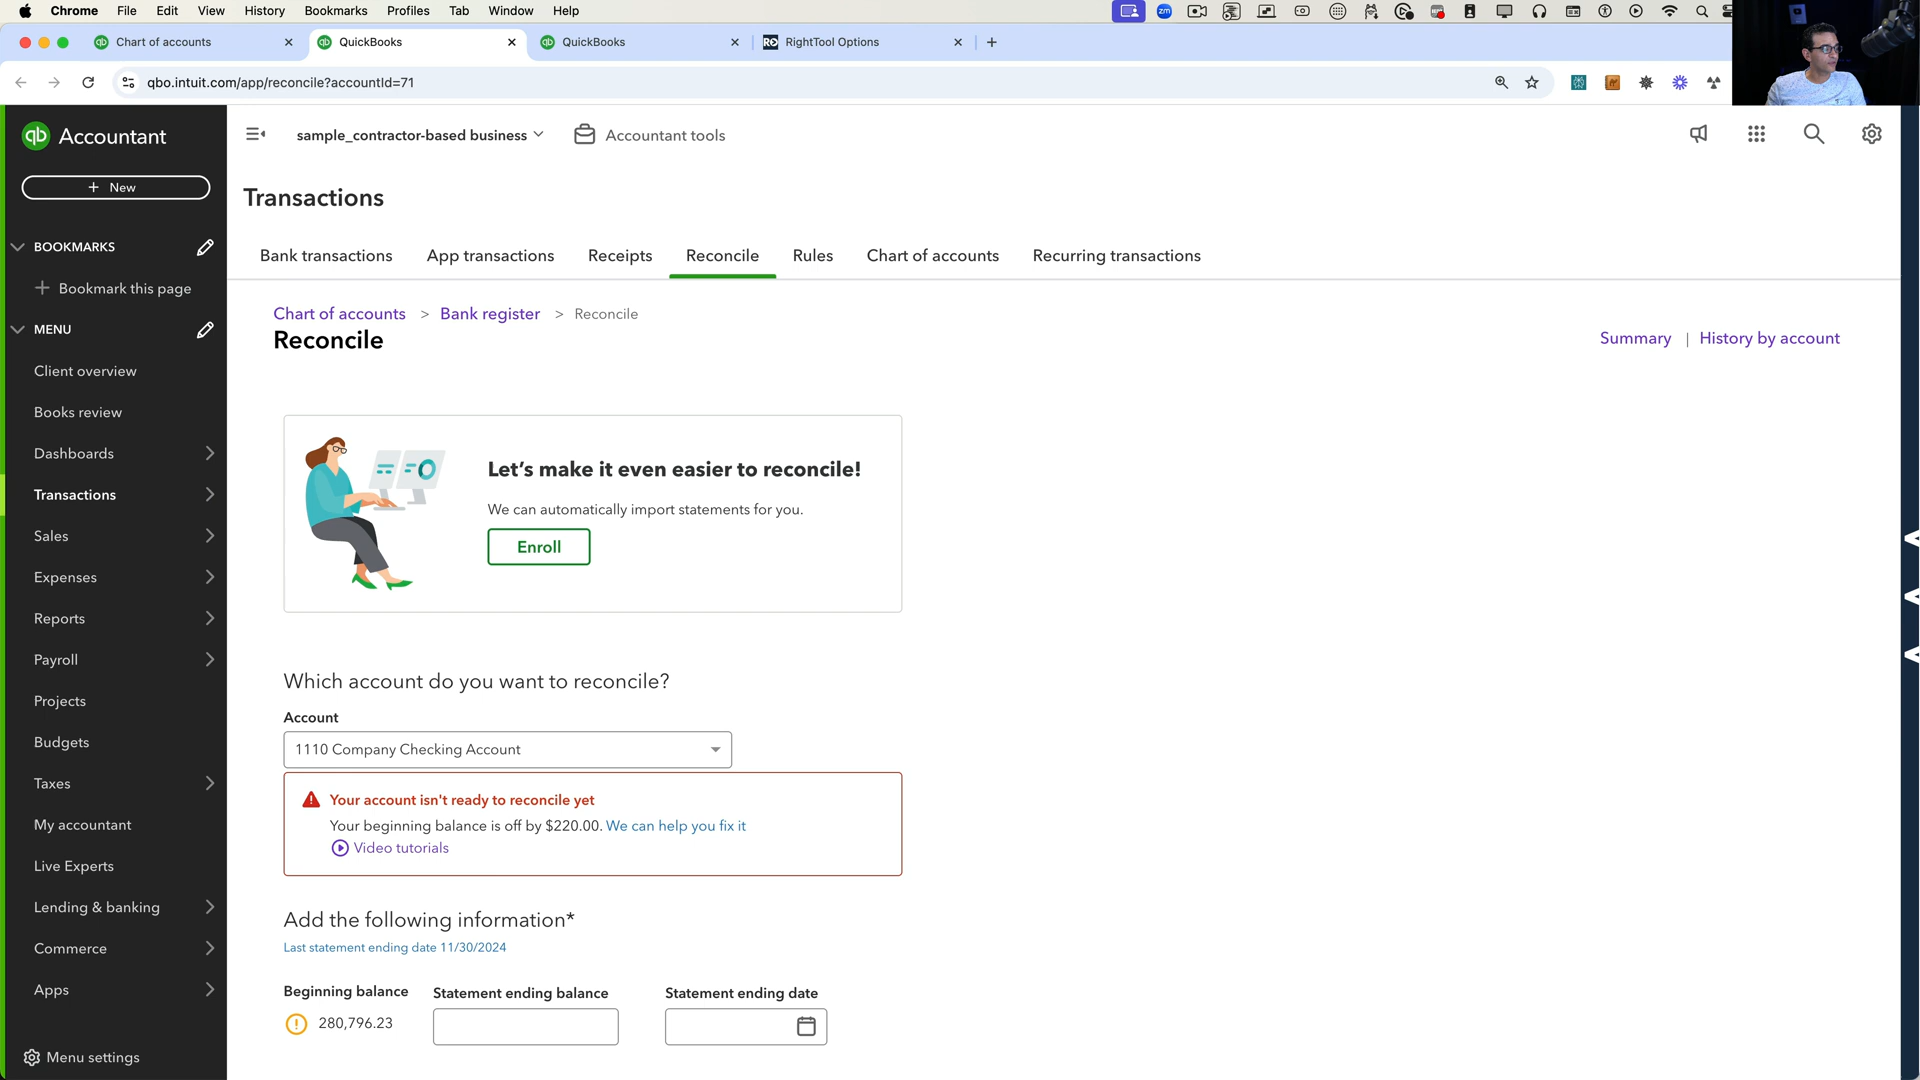 Chrome File Edit View History Bookmarks Profiles Tab Window Help
zm
Chart of accounts
QuickBooks
QuickBooks
RightTool Options
qbo.intuit.com/app/reconcile?accountId=71
qb Accountant
sample_contractor-based business
Accountant tools
+ New
Transactions
BOOKMARKS
Bank transactions App transactions Receipts Reconcile Rules Chart of accounts Recurring transactions
+ Bookmark this page
MENU
Chart of accounts > Bank register > Reconcile
Reconcile
Summary | History by account
Client overview
Books review
Dashboards
Transactions
Sales
Expenses
Reports
Payroll
Projects
Budgets
Taxes
My accountant
Live Experts
Lending & banking
Commerce
Apps
Menu settings
Let’s make it even easier to reconcile!
We can automatically import statements for you.
Enroll
Which account do you want to reconcile?
Account
1110 Company Checking Account
Your account isn't ready to reconcile yet
Your beginning balance is off by $220.00. We can help you fix it
Video tutorials
Add the following information*
Last statement ending date 11/30/2024
Beginning balance
Statement ending balance
Statement ending date
280,796.23